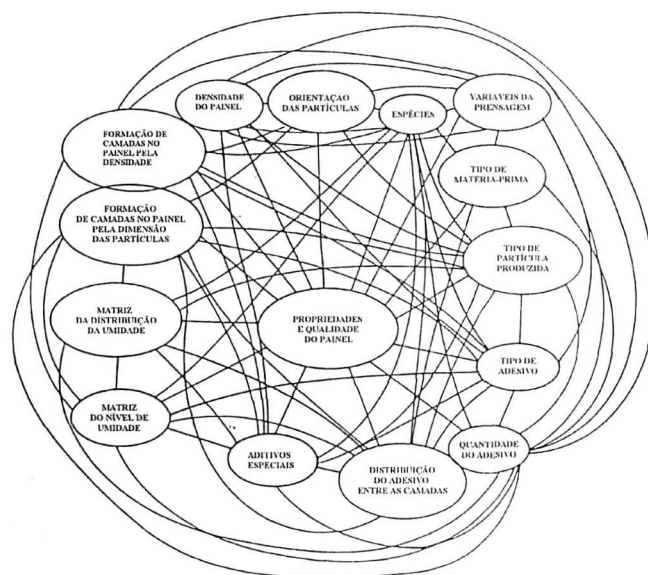 DENSIDADE
DO PAINEL
ORIENTAÇÃO
DAS PARTÍCULAS
ESPÉCIES
VARIAVEIS DA
PRENSAGEM
FORMAÇÃO DE
CAMADAS NO
PAINEL PELA
DENSIDADE
TIPO DE
MATÉRIA-PRIMA
FORMAÇÃO
DE CAMADAS NO PAINEL
PELA DIMENSÃO
DAS PARTÍCULAS
TIPO DE
PARTÍCULA
PRODUZIDA
MATRIZ
DA DISTRIBUIÇÃO
DA UMIDADE
PROPRIEDADES
E QUALIDADE
DO PAINEL
TIPO DE
ADESIVO
MATRIZ
DO NÍVEL DE
UMIDADE
ADITIVOS
ESPECIAIS
DISTRIBUIÇÃO
DO ADESIVO
ENTRE AS CAMADAS
QUANTIDADE
DO ADESIVO